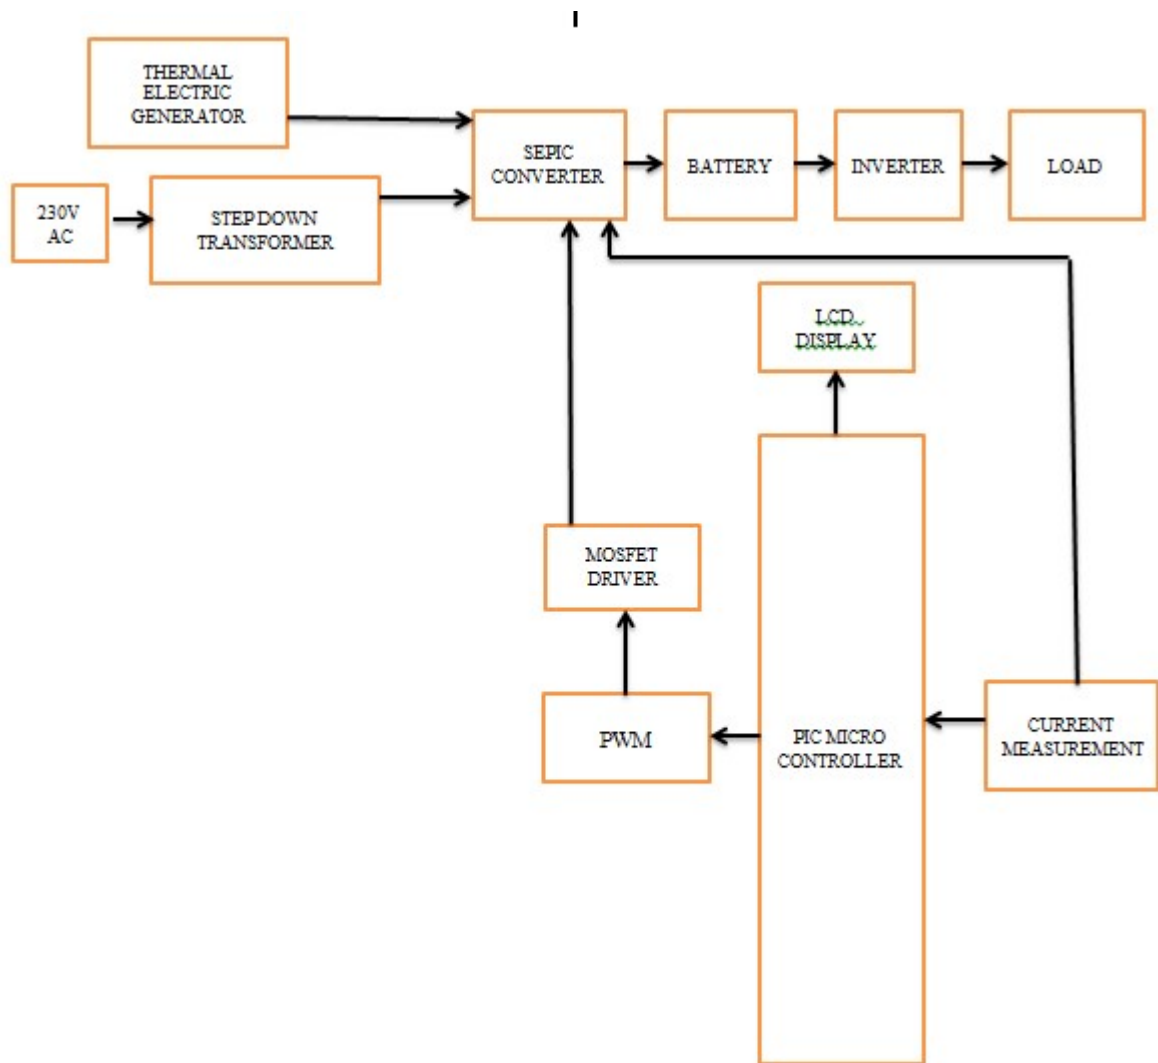 THERMAL
ELECTRIC
GENERATOR
SEPIC
CONVERTER
BATTERY
INVERTER
LOAD
230V
AC
STEP DOWN
TRANSFORMER
LCD
DISPLAY
MOSFET
DRIVER
PWM
PIC MICRO
CONTROLLER
CURRENT
MEASUREMENT